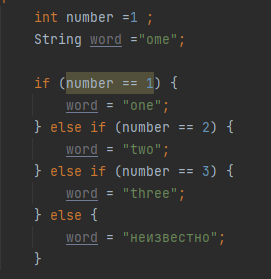 int number =1 ;
String word ="ome";
if (number == 1) {
word = "one";
} else if (number == 2) {
word = "two";
} else if (number == 3) {
word = "three";
} else {
word = "неизвестно";
}